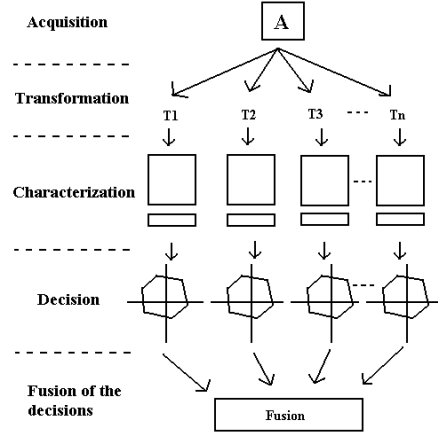 Acquisition
A
Transformation
T1 T2 T3 Tn
Characterization
Decision
Fusion of the
decisions
Fusion